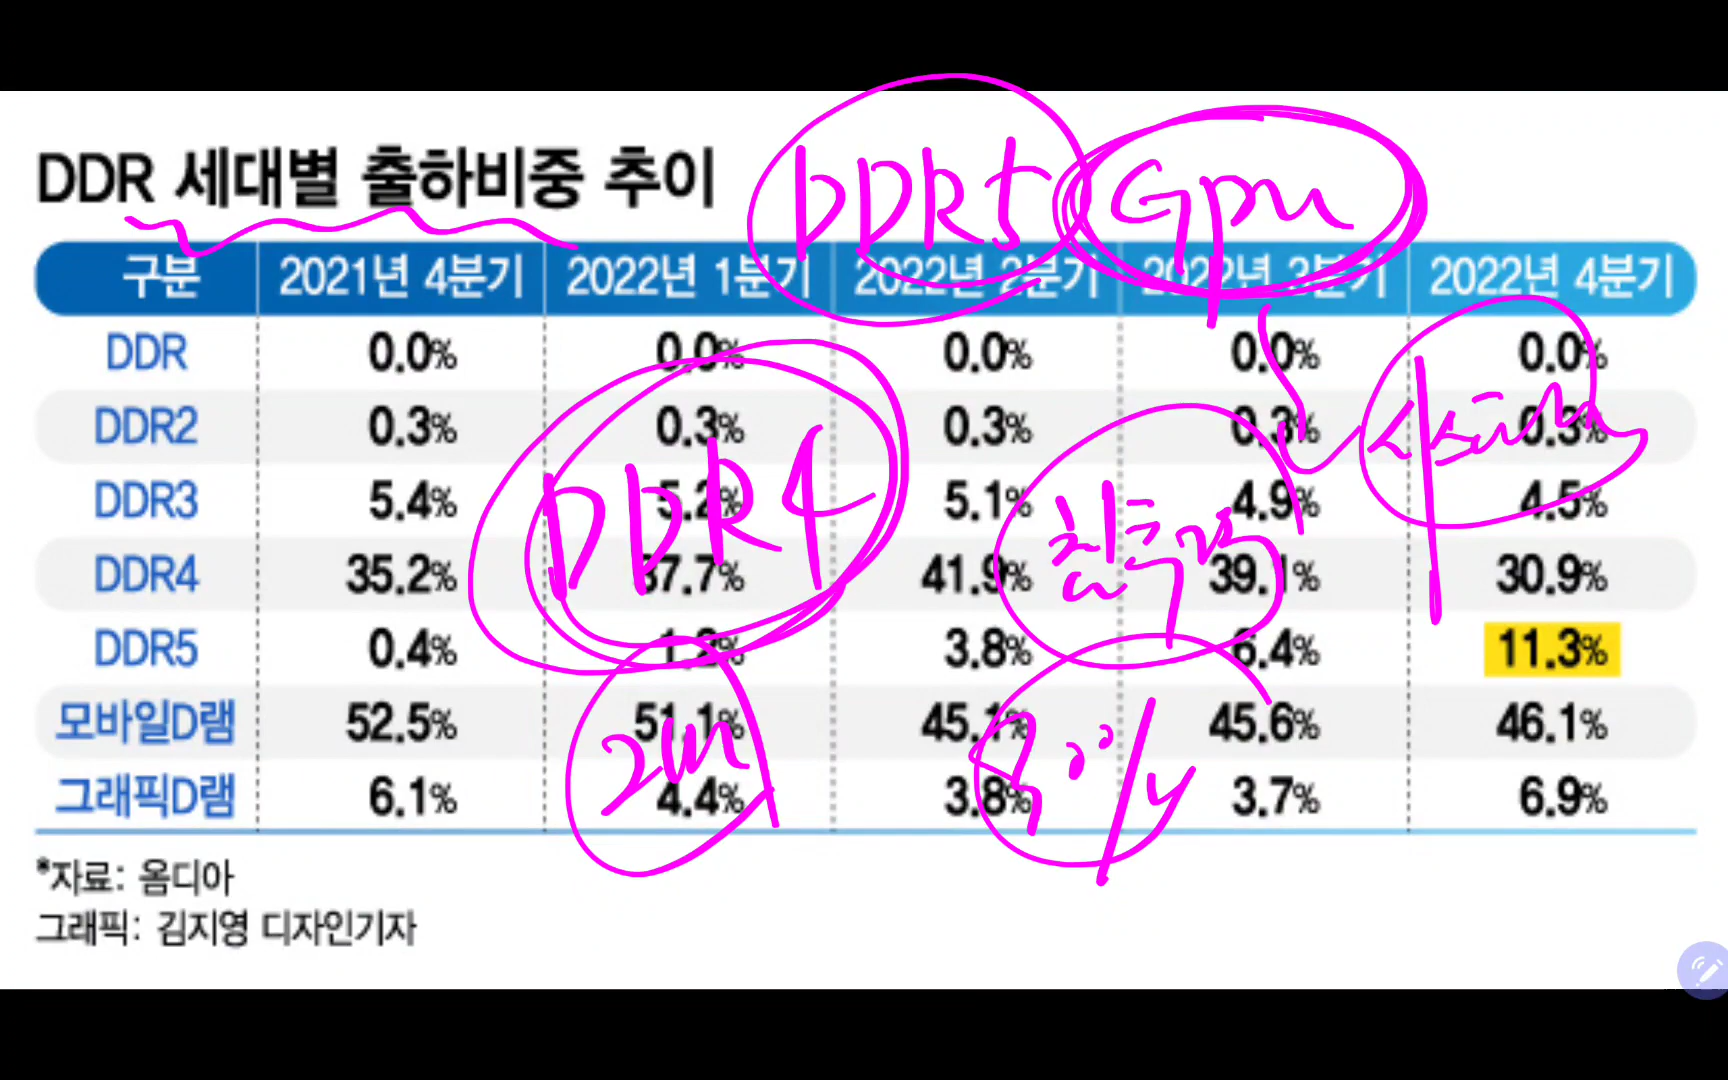 DDR 세대별 출하비중 추이
DDR5 Gpu
구분 2021년 4분기 2022년 1분기 2022년 2분기 2022년 3분기 2022년 4분기
DDR 0.0% 0.0% 0.0% 0.0% 0.0%
DDR2 0.3% 0.3% 0.3% 0.3% 0.3%
DDR3 5.4% 5.2% 5.1% 4.9% 4.5%
DDR4
DDR4 35.2% 37.7% 41.9% 39.1% 30.9%
DDR5 0.4% 1.2% 3.8% 6.4% 11.3%
모바일D램 52.5% 51.1% 45.1% 45.6% 46.1%
그래픽D램 6.1% 4.4% 3.8% 3.7% 6.9%
*자료: 옴디아
그래픽: 김지영 디자인기자